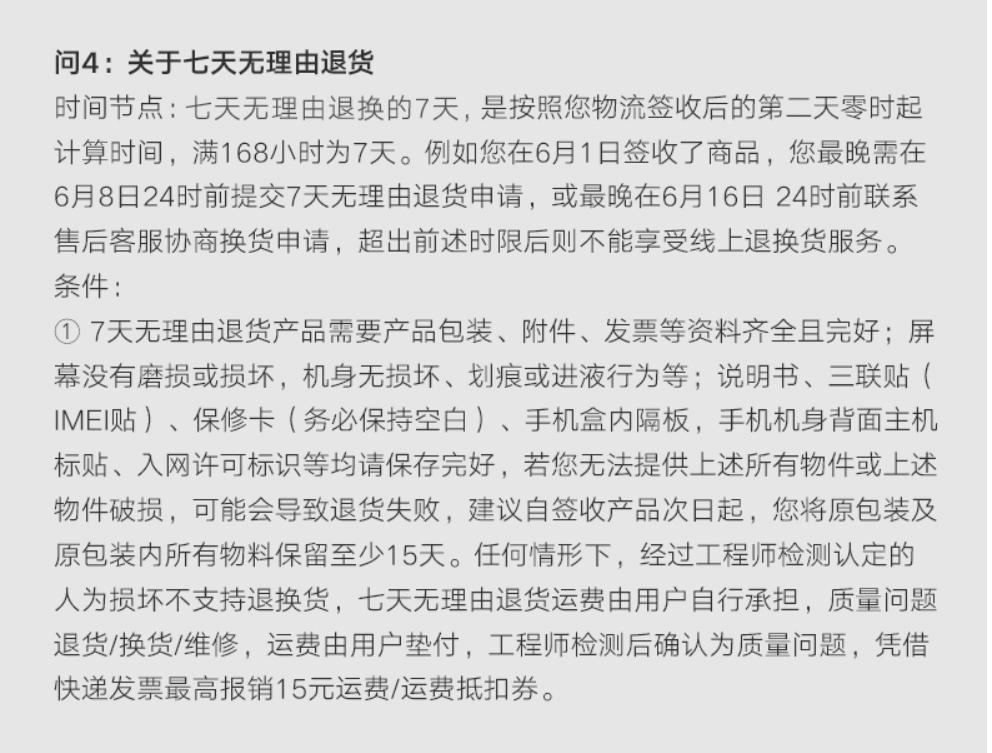 问4：关于七天无理由退货
时间节点：七天无理由退换的7天，是按照您物流签收后的第二天零时起
计算时间，满168小时为7天。例如您在6月1日签收了商品，您最晚需在
6月8日24时前提交7天无理由退货申请，或最晚在6月16日 24时前联系
售后客服协商换货申请，超出前述时限后则不能享受线上退换货服务。
条件：
① 7天无理由退货产品需要产品包装、附件、发票等资料齐全且完好；屏
幕没有磨损或损坏，机身无损坏、划痕或进液行为等；说明书、三联贴（
IMEI贴）、保修卡（务必保持空白）、手机盒内隔板，手机机身背面主机
标贴、入网许可标识等均请保存完好，若您无法提供上述所有物件或上述
物件破损，可能会导致退货失败，建议自签收产品次日起，您将原包装及
原包装内所有物料保留至少15天。任何情形下，经过工程师检测认定的
人为损坏不支持退换货，七天无理由退货运费由用户自行承担，质量问题
退货/换货/维修，运费由用户垫付，工程师检测后确认为质量问题，凭借
快递发票最高报销15元运费/运费抵扣券。